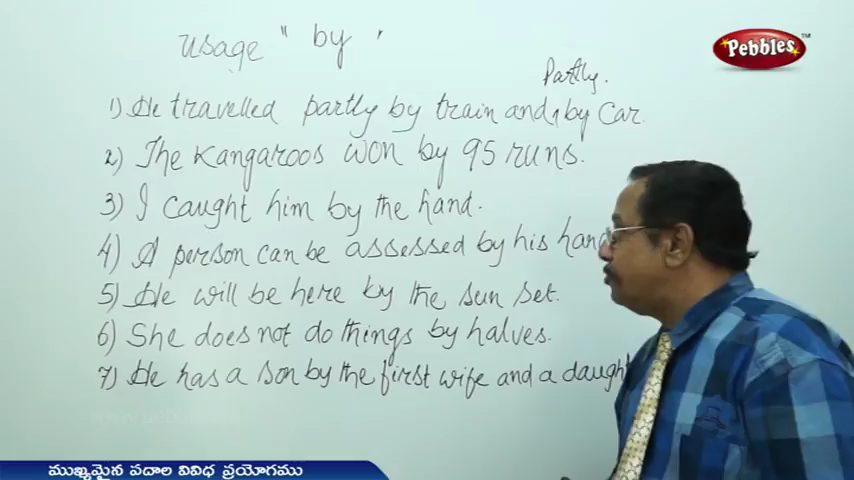 usage "by"
Pebbles™
Partly.
1) He travelled partly by train and, by Car.
2) The Kangaroos won by 95 runs.
3) I caught him by the hand.
4) A person can be assessed by his hand
5) He will be here by the sun set.
6) She does not do things by halves.
7) He has a son by the first wife and a daught
ముఖ్యమైన పదాల వివిధ ప్రయోగము